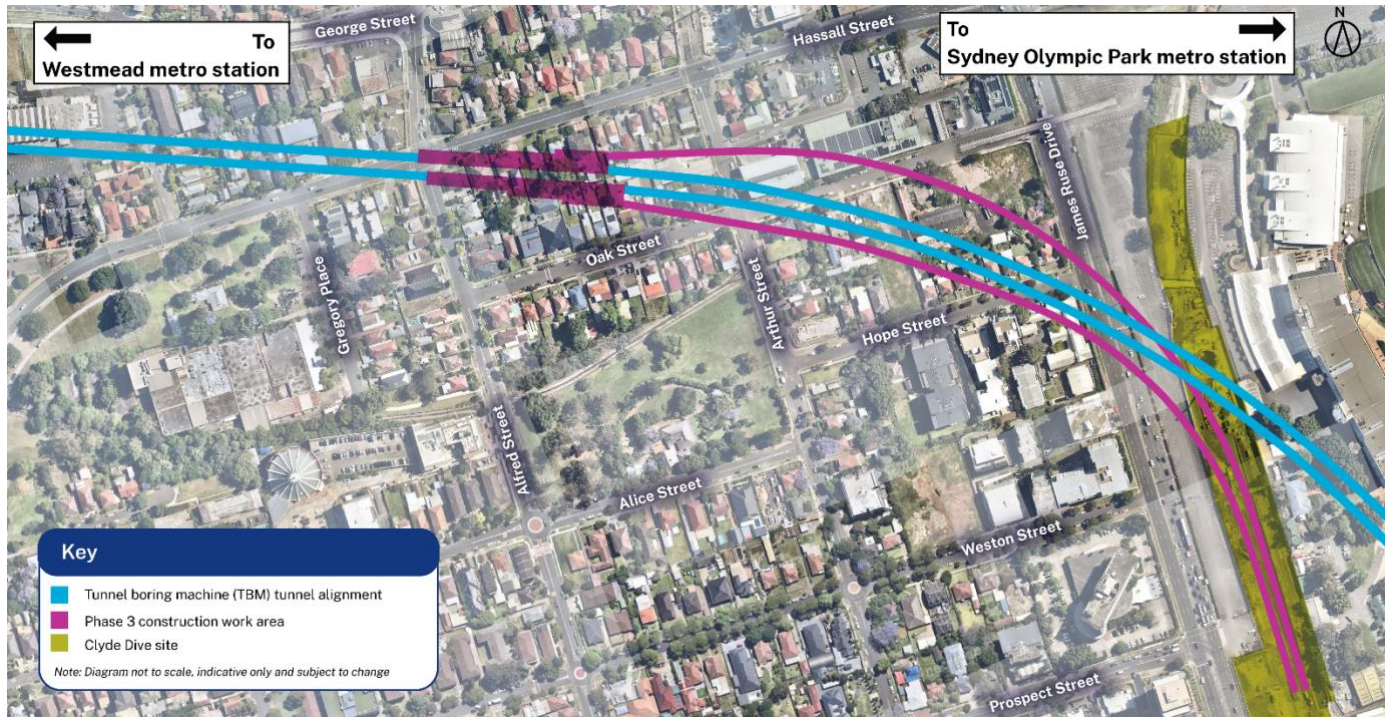 George Street
Hassall Street
To
Westmead metro station
To
Sydney Olympic Park metro station
N
James Ruse Drive
Oak Street
Gregory Place
Arthur Street
Hope Street
Alfred Street
Alice Street
Weston Street
Prospect Street
Key
Tunnel boring machine (TBM) tunnel alignment
Phase 3 construction work area
Clyde Dive site
Note: Diagram not to scale, indicative only and subject to change